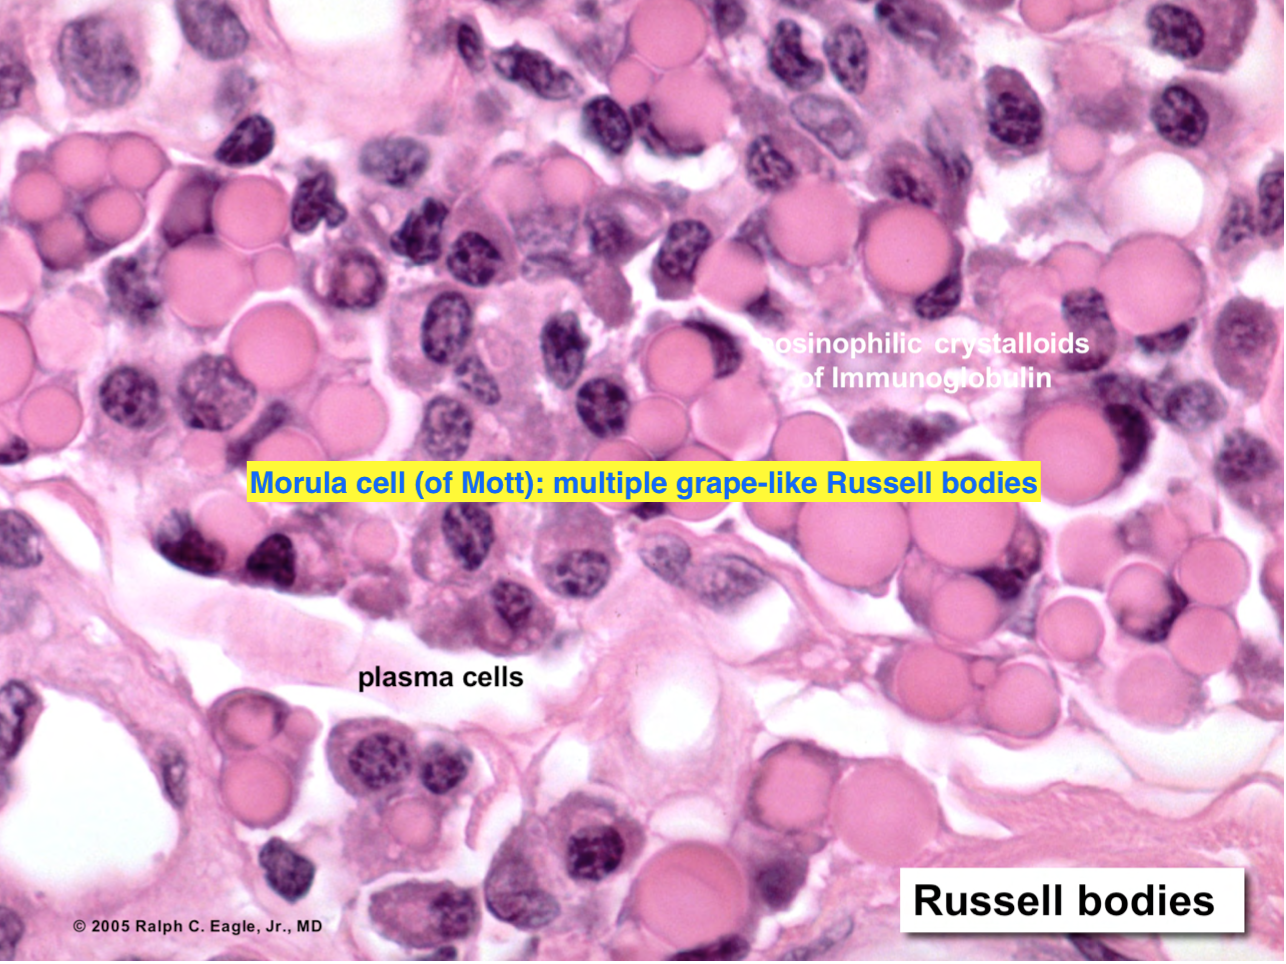 eosinophilic crystalloids
of Immunoglobulin
Morula cell (of Mott): multiple grape-like Russell bodies
plasma cells
Russell bodies
© 2005 Ralph C. Eagle, Jr., MD